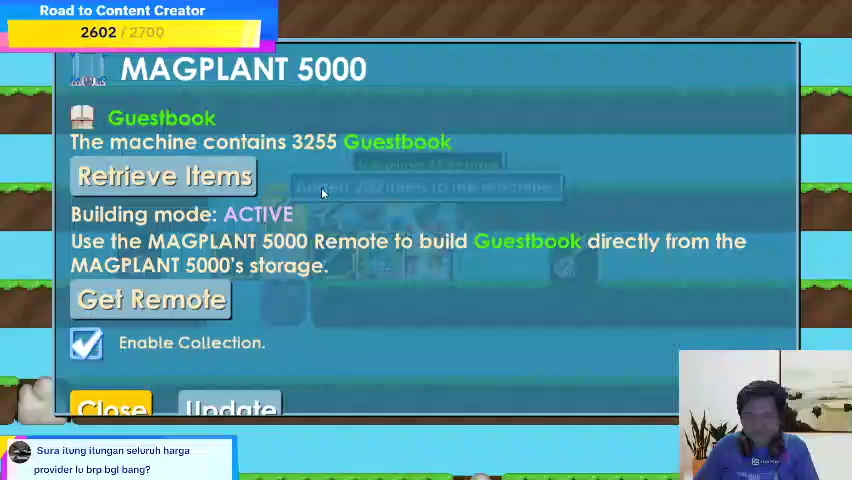 Road to Content Creator
2602 / 2700
MAGPLANT 5000
Guestbook
The machine contains 3255 Guestbook
Retrieve Items
Building mode: ACTIVE
Use the MAGPLANT 5000 Remote to build Guestbook directly from the
MAGPLANT 5000's storage.
Get Remote
Enable Collection.
Close Update
Sura itung itungan seluruh harga
provider lu brp bgl bang?